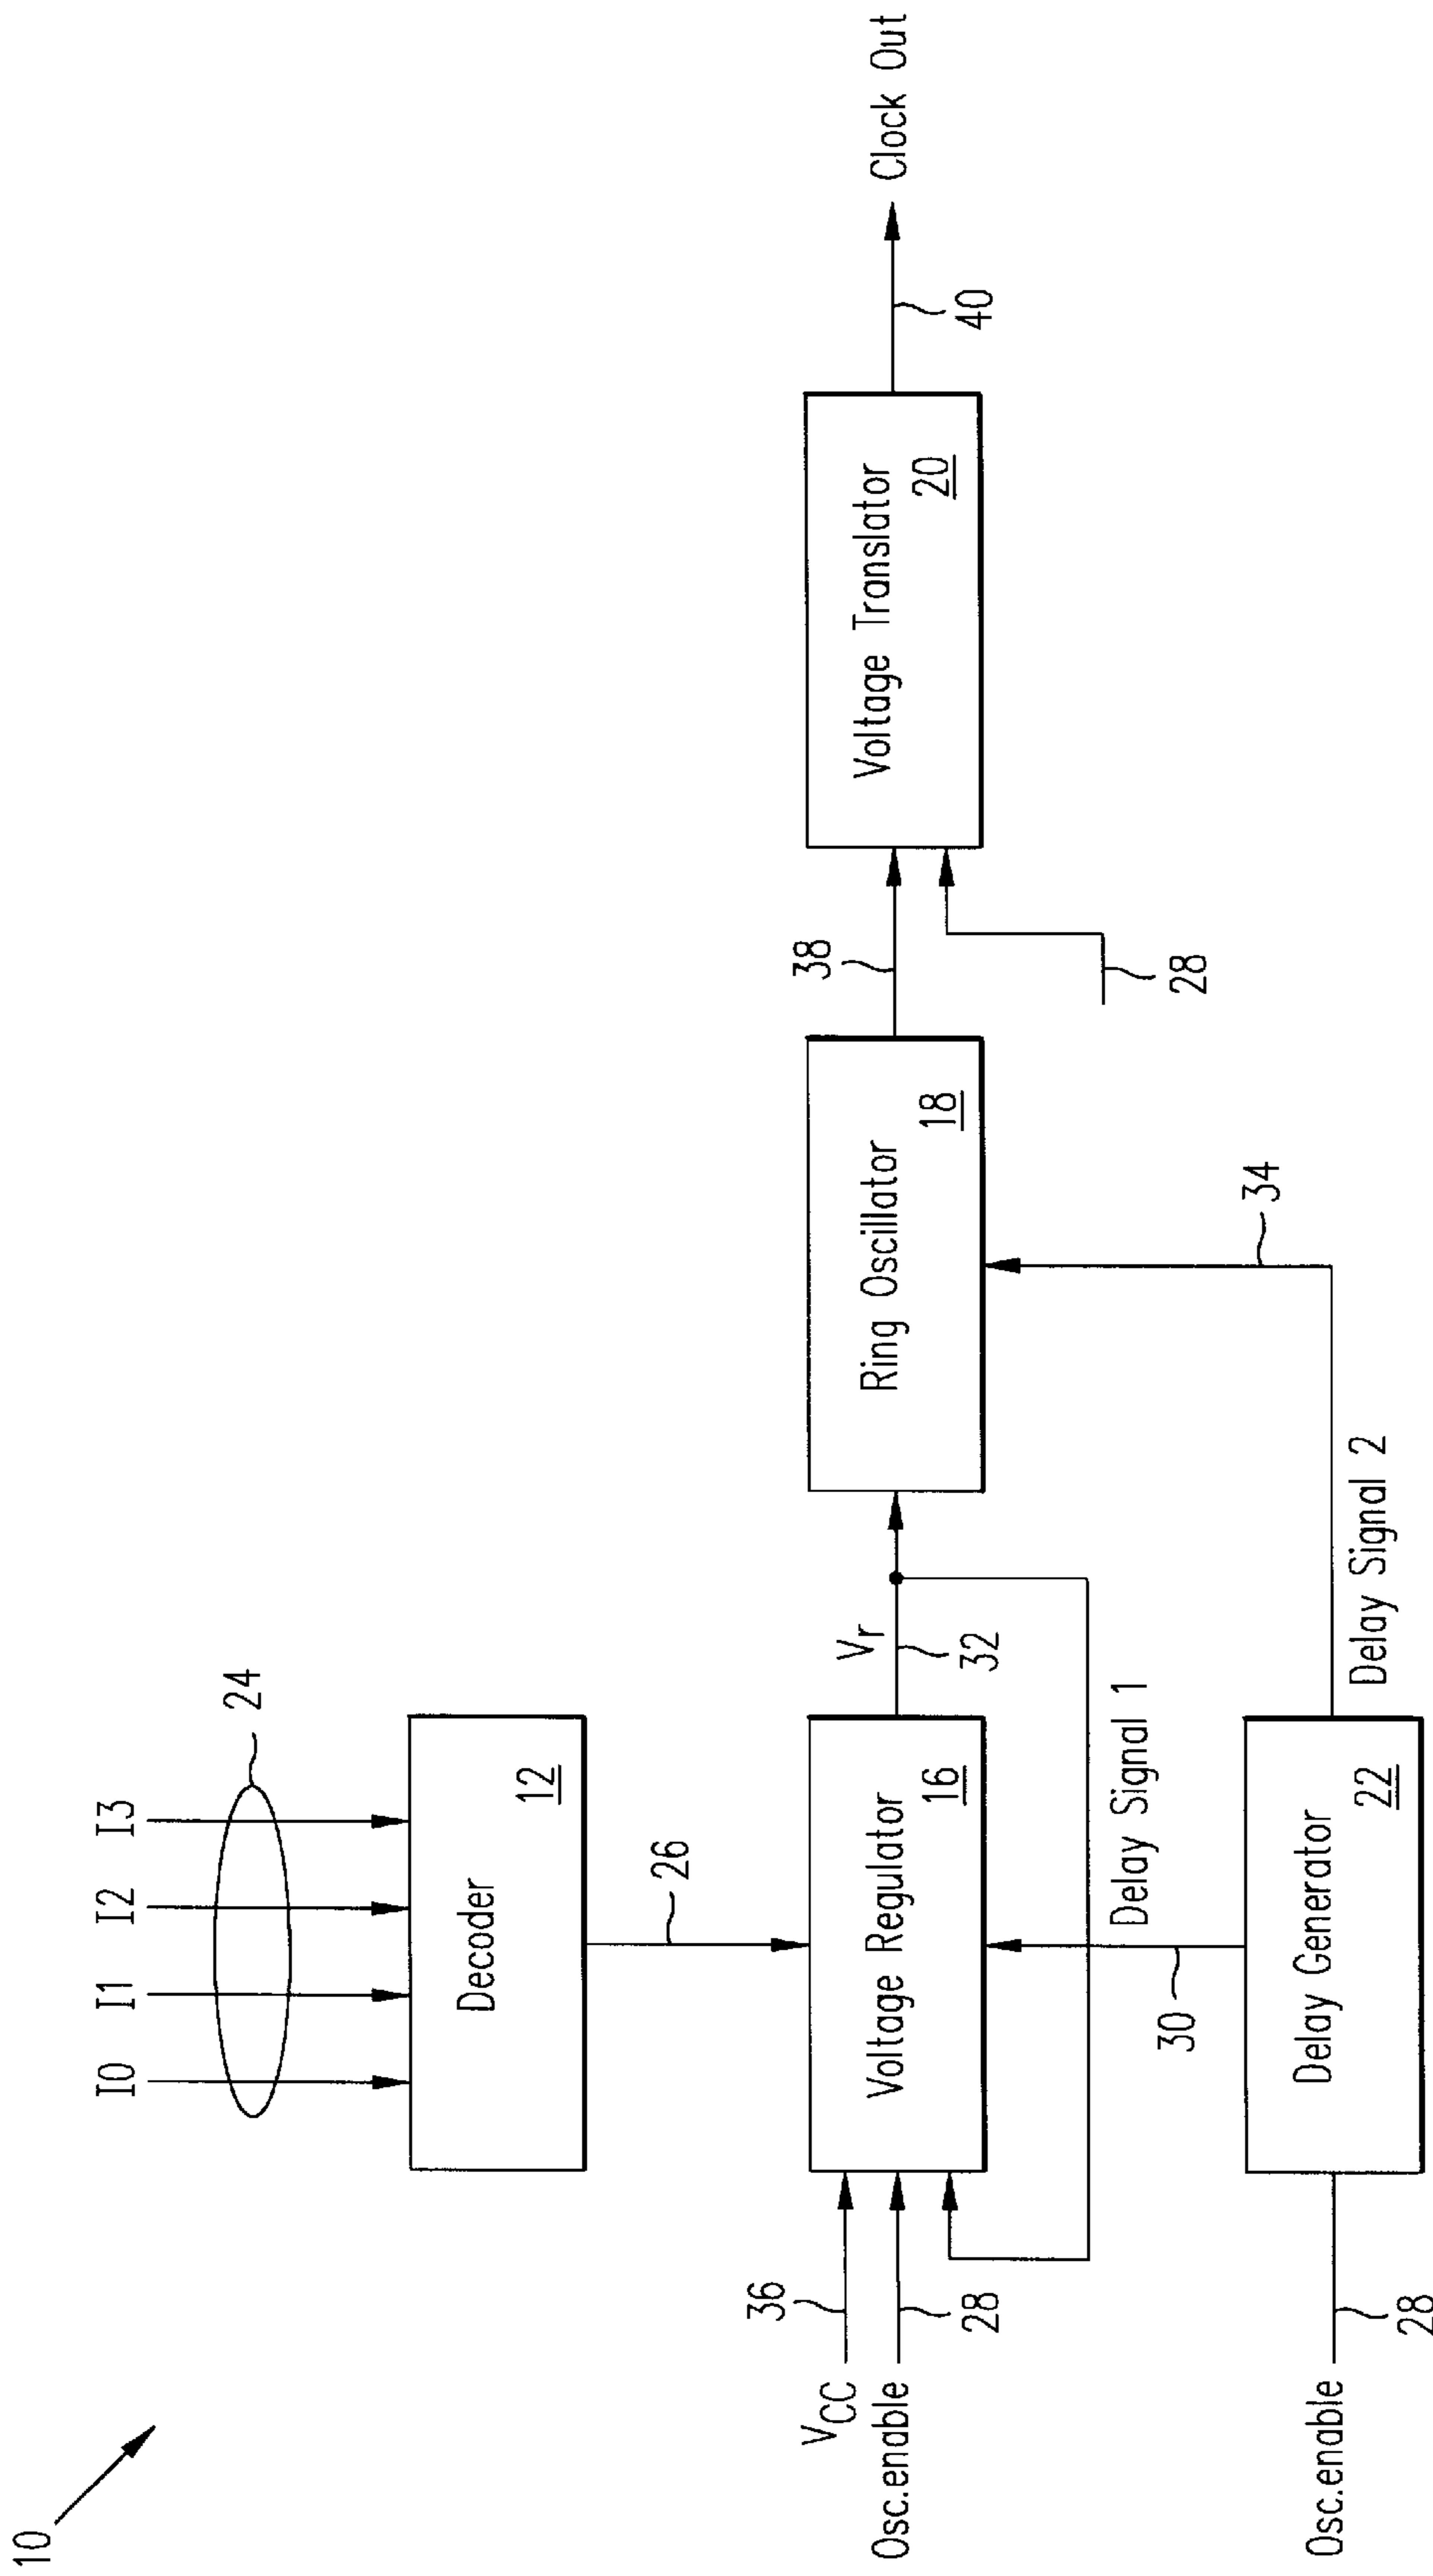 10
I0 I1 I2 I3
24
Decoder
12
26
VCC
36
Osc.enable
28
Voltage Regulator
16
Vr
32
Delay Signal 1
30
Ring Oscillator
18
38
28
Voltage Translator
20
40
Clock Out
Osc.enable
28
Delay Generator
22
Delay Signal 2
34